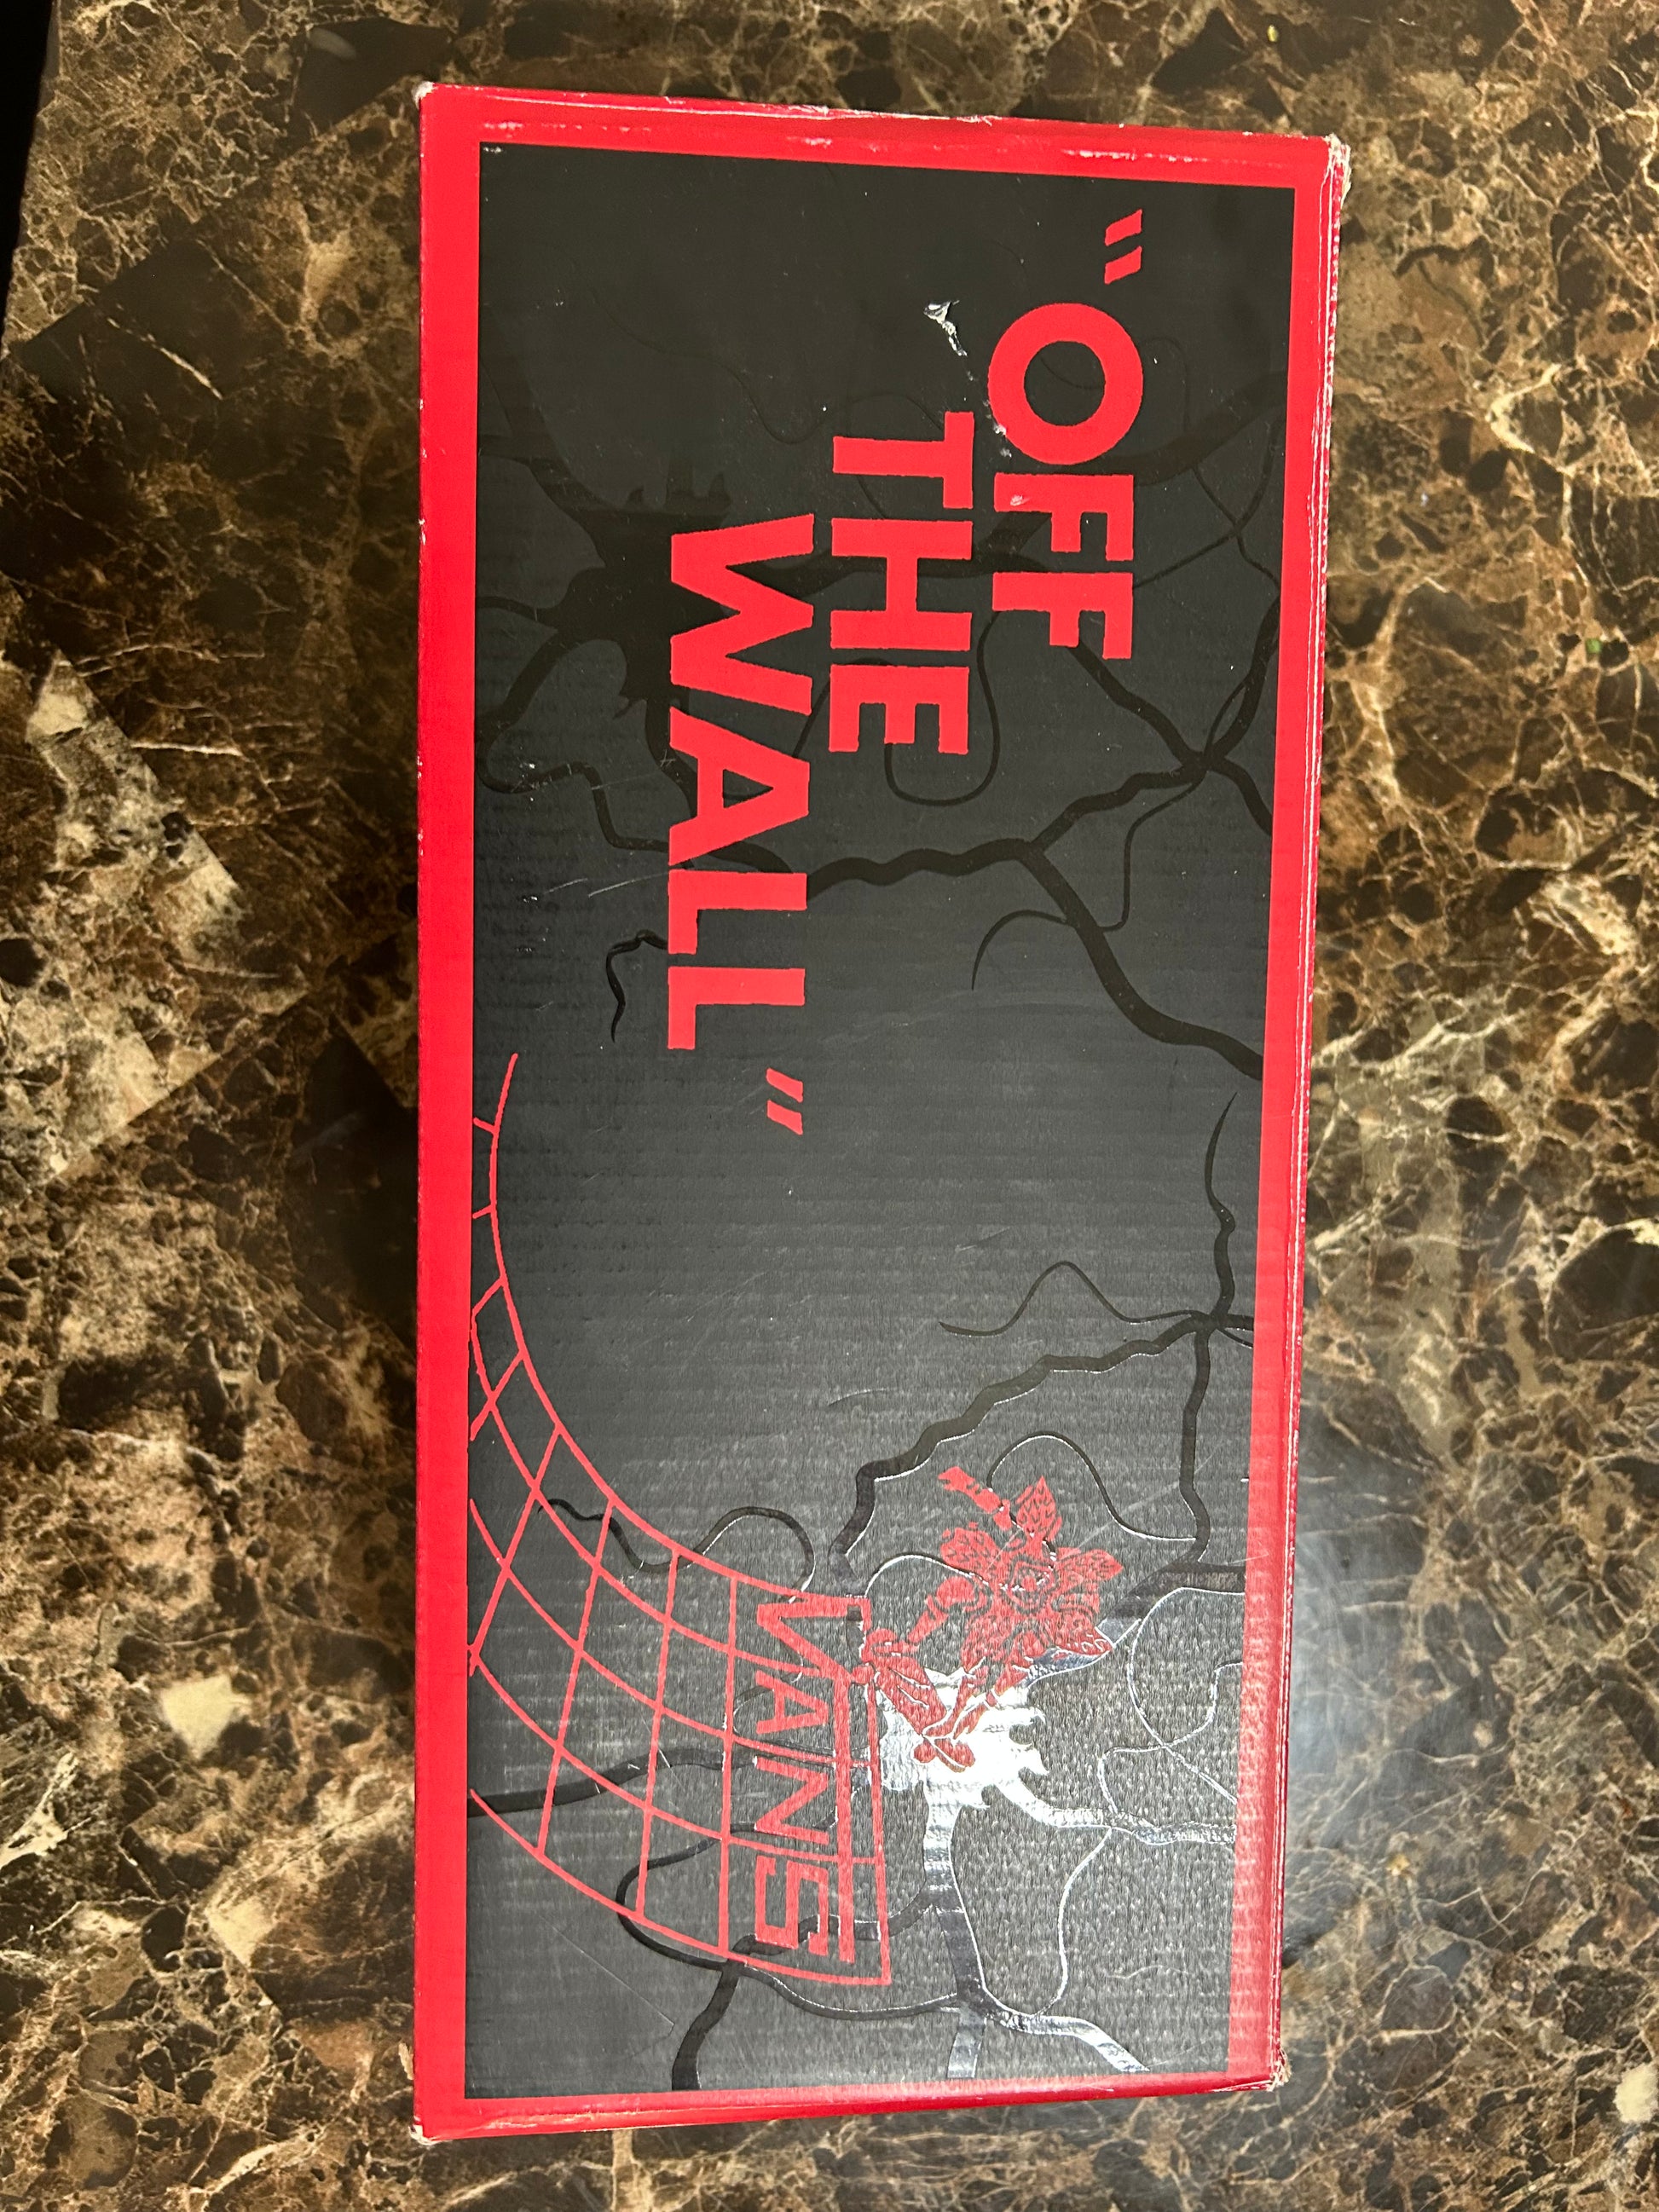 "OFF
THE
WALL"
VANS